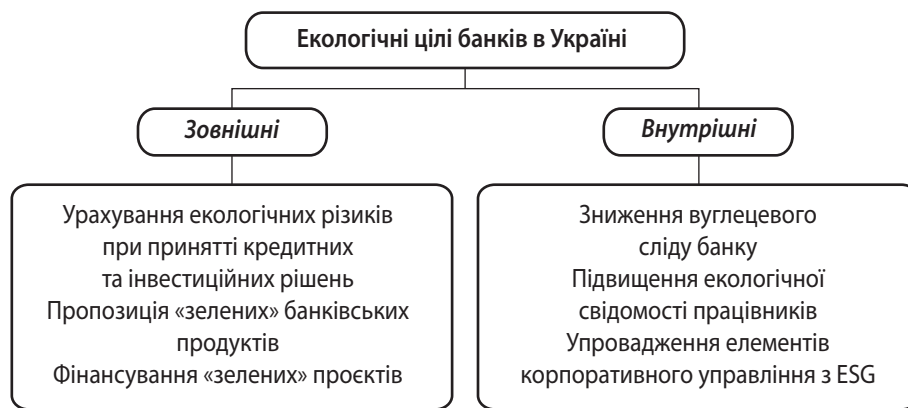 Екологічні цілі банків в Україні
Зовнішні
Внутрішні
Урахування екологічних різиків
при принятті кредитних
та інвестиційних рішень
Пропозиція «зелених» банківських
продуктів
Фінансування «зелених» проєктів
Зниження вуглецевого
сліду банку
Підвищення екологічної
свідомості працівників
Упровадження елементів
корпоративного управління з ESG